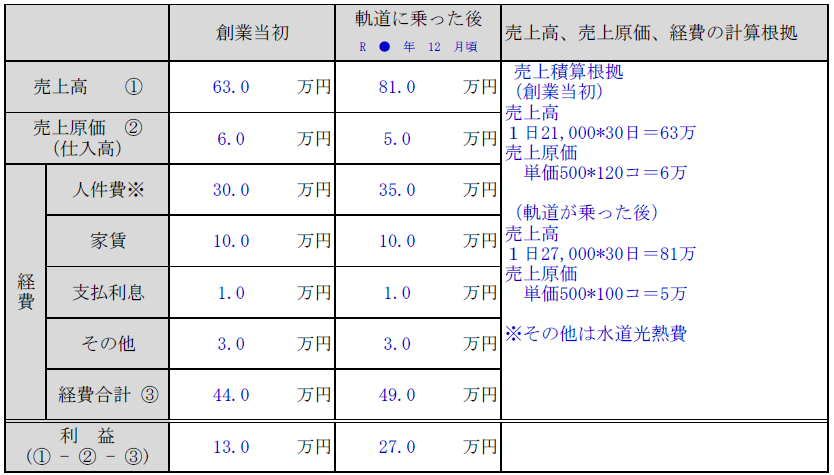 創業当初 軌道に乗った後 売上高、売上原価、経費の計算根拠
R ● 年 12 月頃
売上高 ① 63.0 万円 81.0 万円
売上原価 ②
(仕入高) 6.0 万円 5.0 万円
経費
人件費※ 30.0 万円 35.0 万円
家賃 10.0 万円 10.0 万円
支払利息 1.0 万円 1.0 万円
その他 3.0 万円 3.0 万円
経費合計 ③ 44.0 万円 49.0 万円
利 益
(① - ② - ③) 13.0 万円 27.0 万円
売上積算根拠
(創業当初)
売上高
1日21,000*30日=63万
売上原価
単価500*120コ=6万
(軌道が乗った後)
売上高
1日27,000*30日=81万
売上原価
単価500*100コ=5万
※その他は水道光熱費